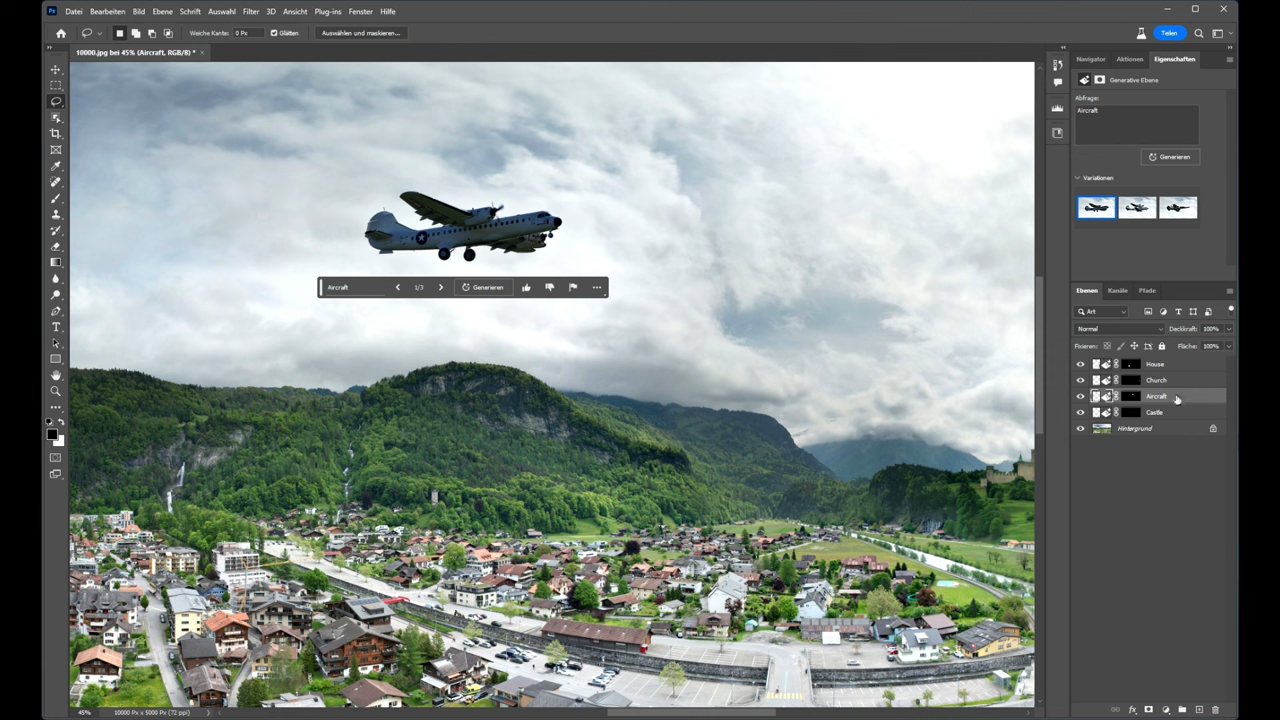 Ps Datei Bearbeiten Bild Ebene Schrift Auswahl Filter 3D Ansicht Plug-ins Fenster Hilfe
Weiche Kante: 0 Px Glätten Auswählen und maskieren... Teilen
10000.jpg bei 45% (Aircraft, RGB/8) *
Navigator Aktionen Eigenschaften
Generative Ebene
Abfrage:
Aircraft
Generieren
Variationen
Aircraft 1/3 Generieren
Ebenen Kanäle Pfade
Art
Normal Deckkraft: 100%
Fixieren: Fläche: 100%
House
Church
Aircraft
Castle
Hintergrund
45% 10000 Px x 5000 Px (72 ppi)